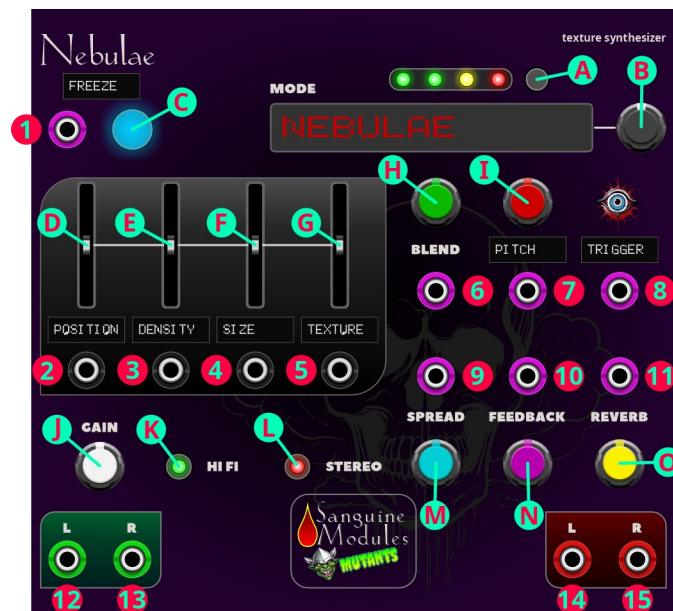 Nebulae
texture synthesizer
FREEZE
A
B
MODE
C
1
NEBULAE
H
I
D
E
F
G
BLEND
PITCH
TRIGGER
6
7
8
POSITION
DENSITY
SIZE
TEXTURE
2
3
4
5
9
10
11
GAIN
SPREAD
FEEDBACK
REVERB
J
K
L
HI FI
STEREO
O
M
N
Sanguine
Modules
MUTANTS
L
R
L
R
12
13
14
15